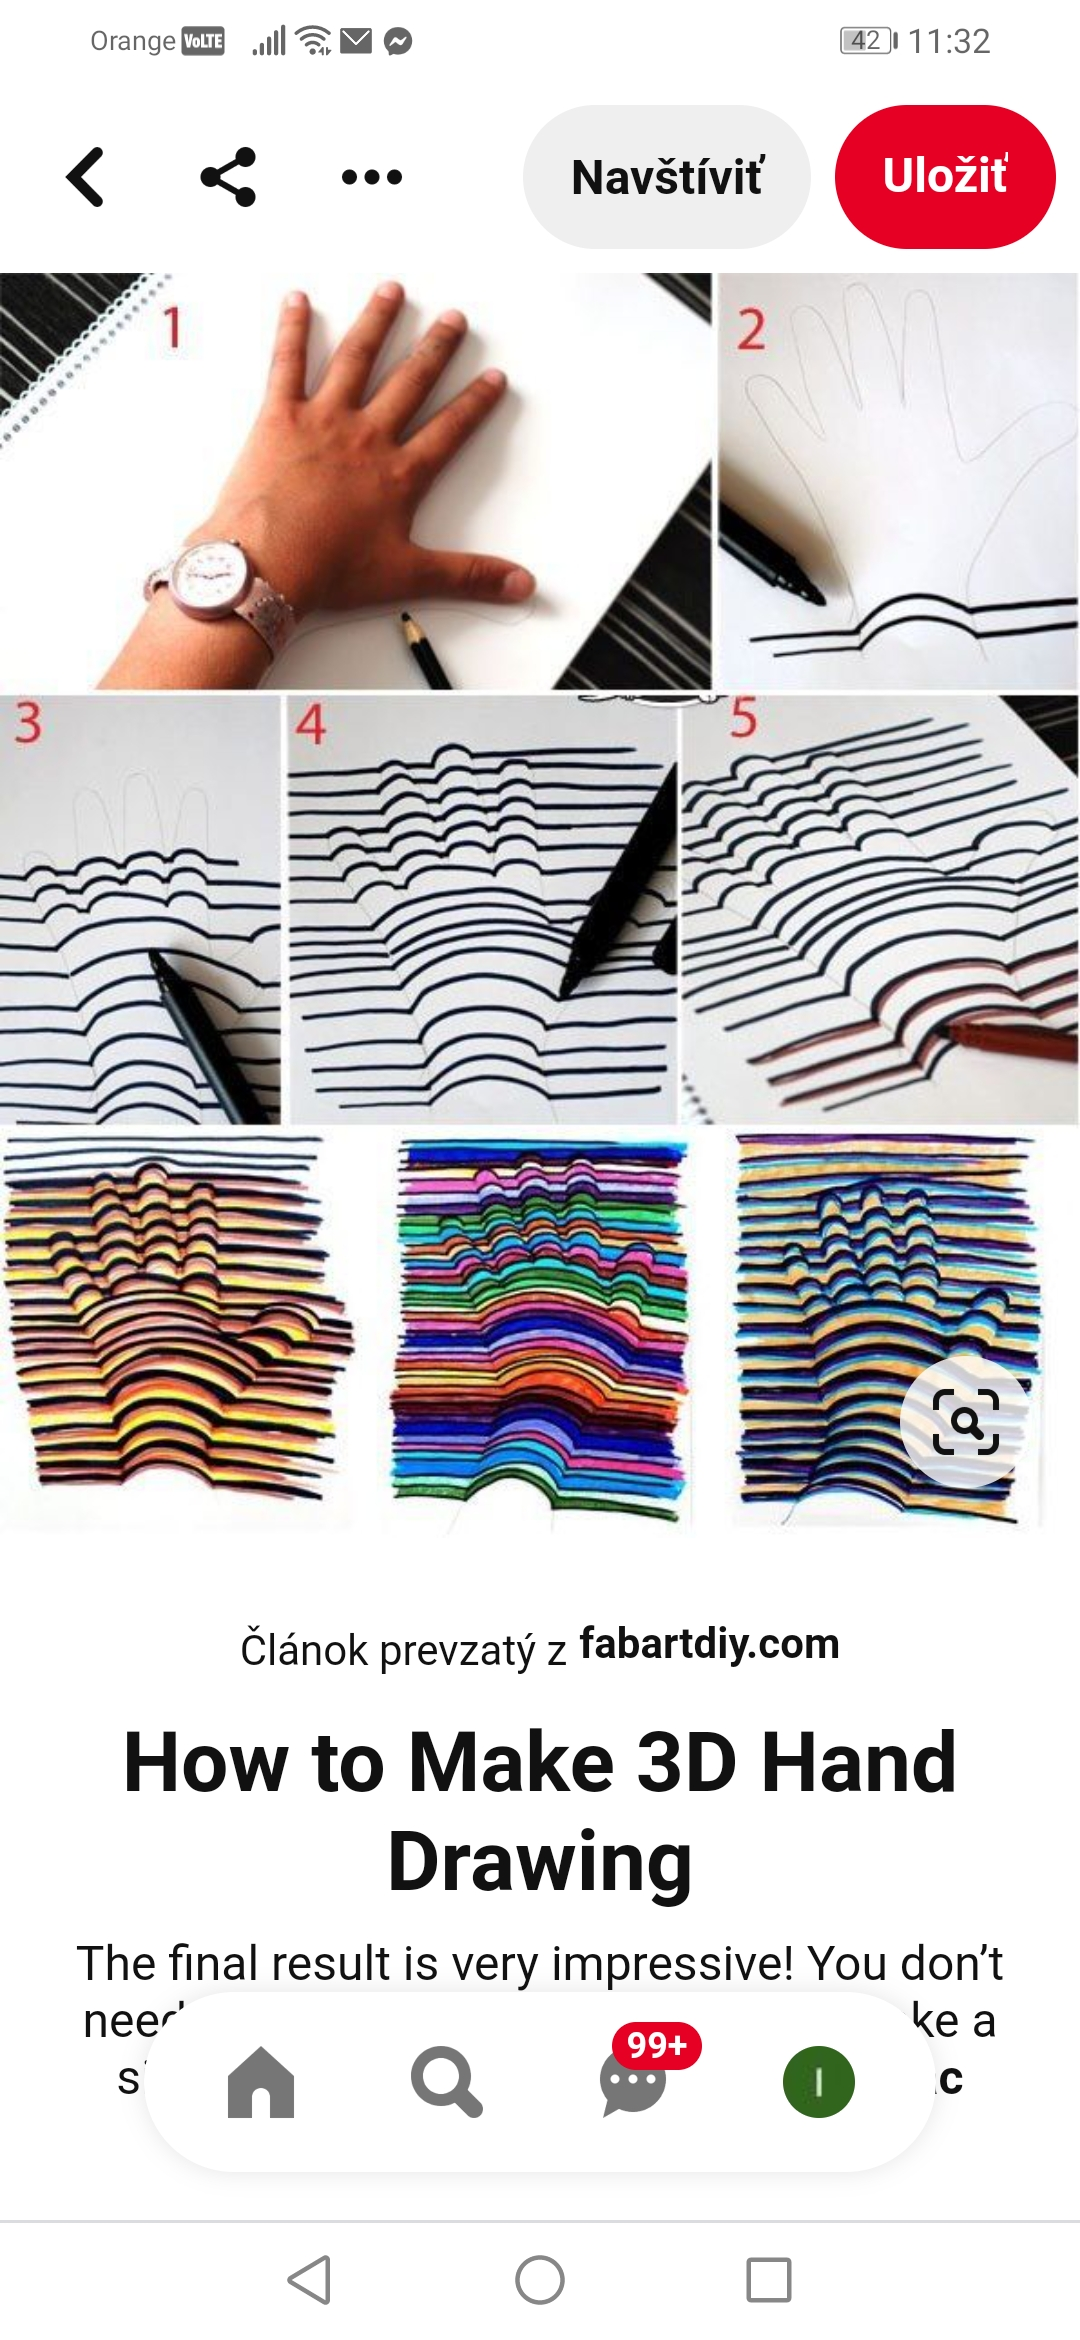 Orange VoLTE 42 11:32
Navštíviť Uložiť
1
2
3
4
5
Článok prevzatý z fabartdiy.com
How to Make 3D Hand
Drawing
The final result is very impressive! You don’t
a
99+
I